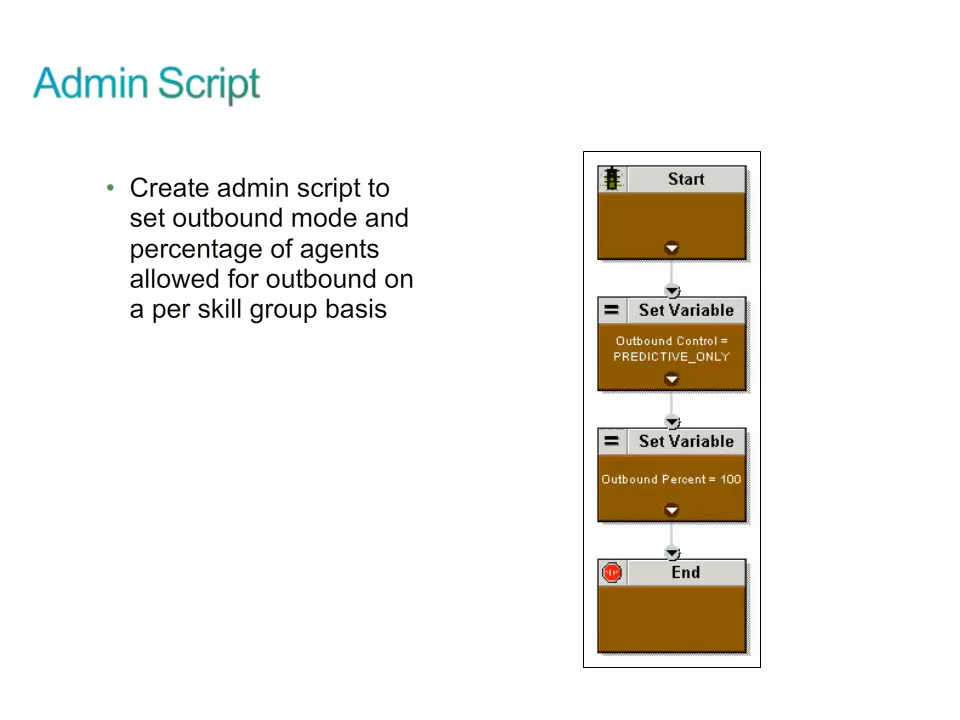 Admin Script
• Create admin script to
set outbound mode and
percentage of agents
allowed for outbound on
a per skill group basis
Start
Set Variable
Outbound Control =
PREDICTIVE_ONLY
Set Variable
Outbound Percent = 100
End